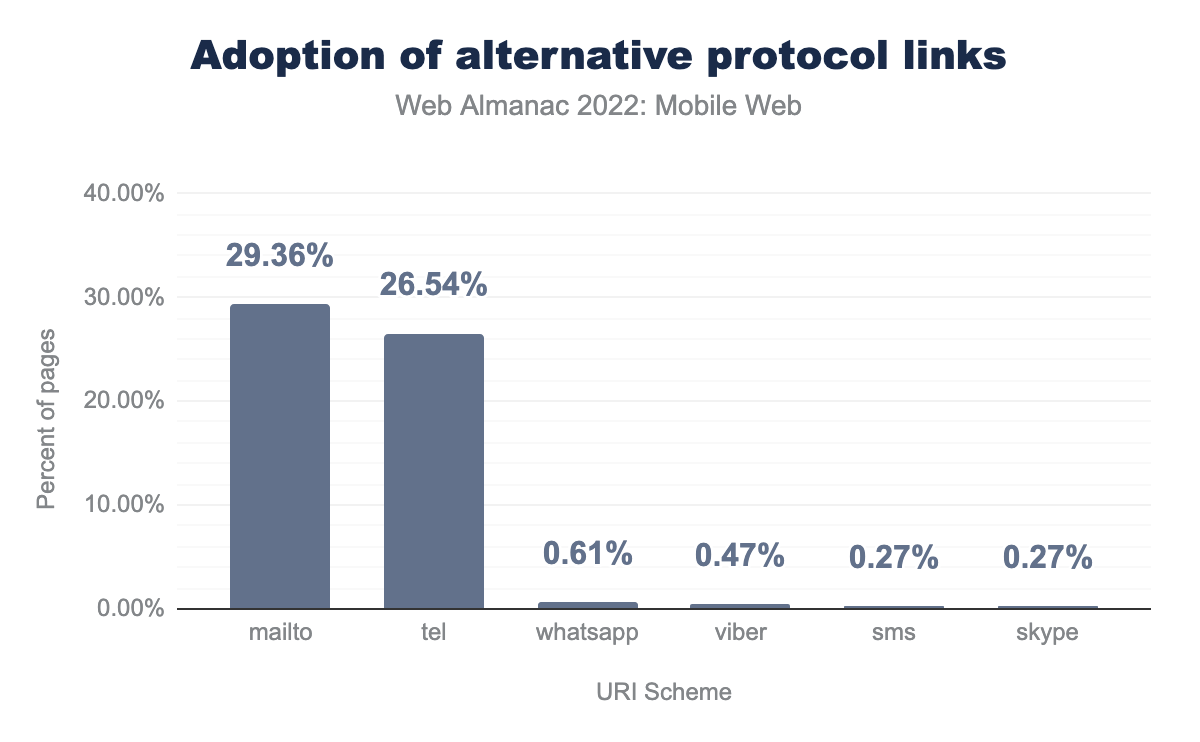 Adoption of alternative protocol links
Web Almanac 2022: Mobile Web
Percent of pages
40.00%
30.00%
20.00%
10.00%
0.00%
29.36%
26.54%
0.61%
0.47%
0.27%
0.27%
mailto
tel
whatsapp
viber
sms
skype
URI Scheme